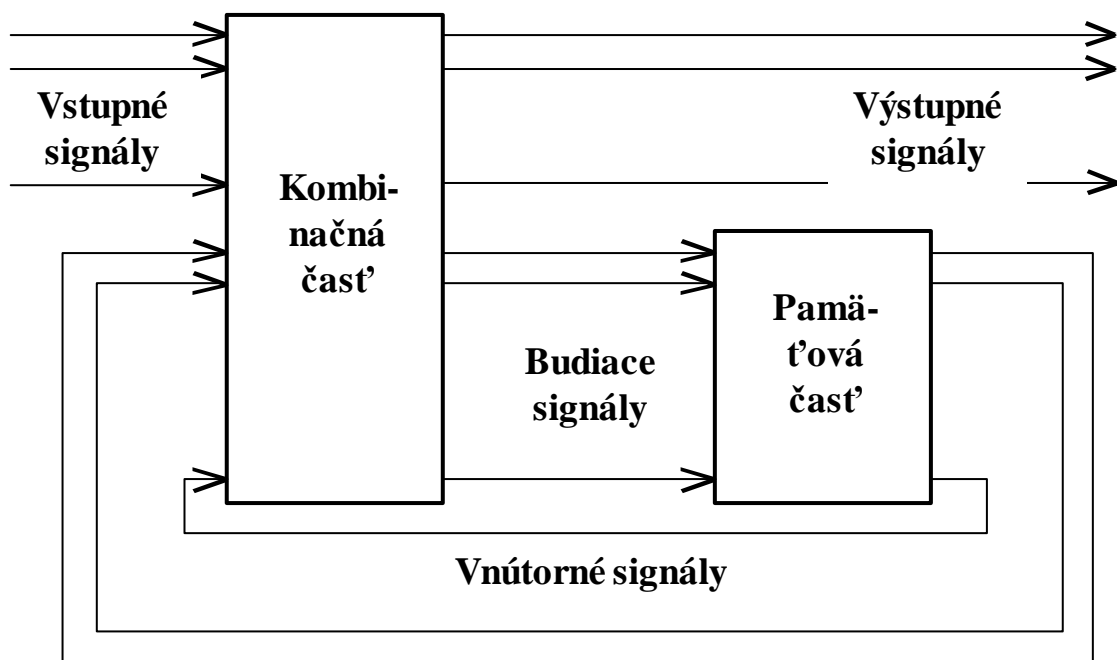 Vstupné
signály
Výstupné
signály
Kombi-
načná
časť
Pamä-
ťová
časť
Budiace
signály
Vnútorné signály